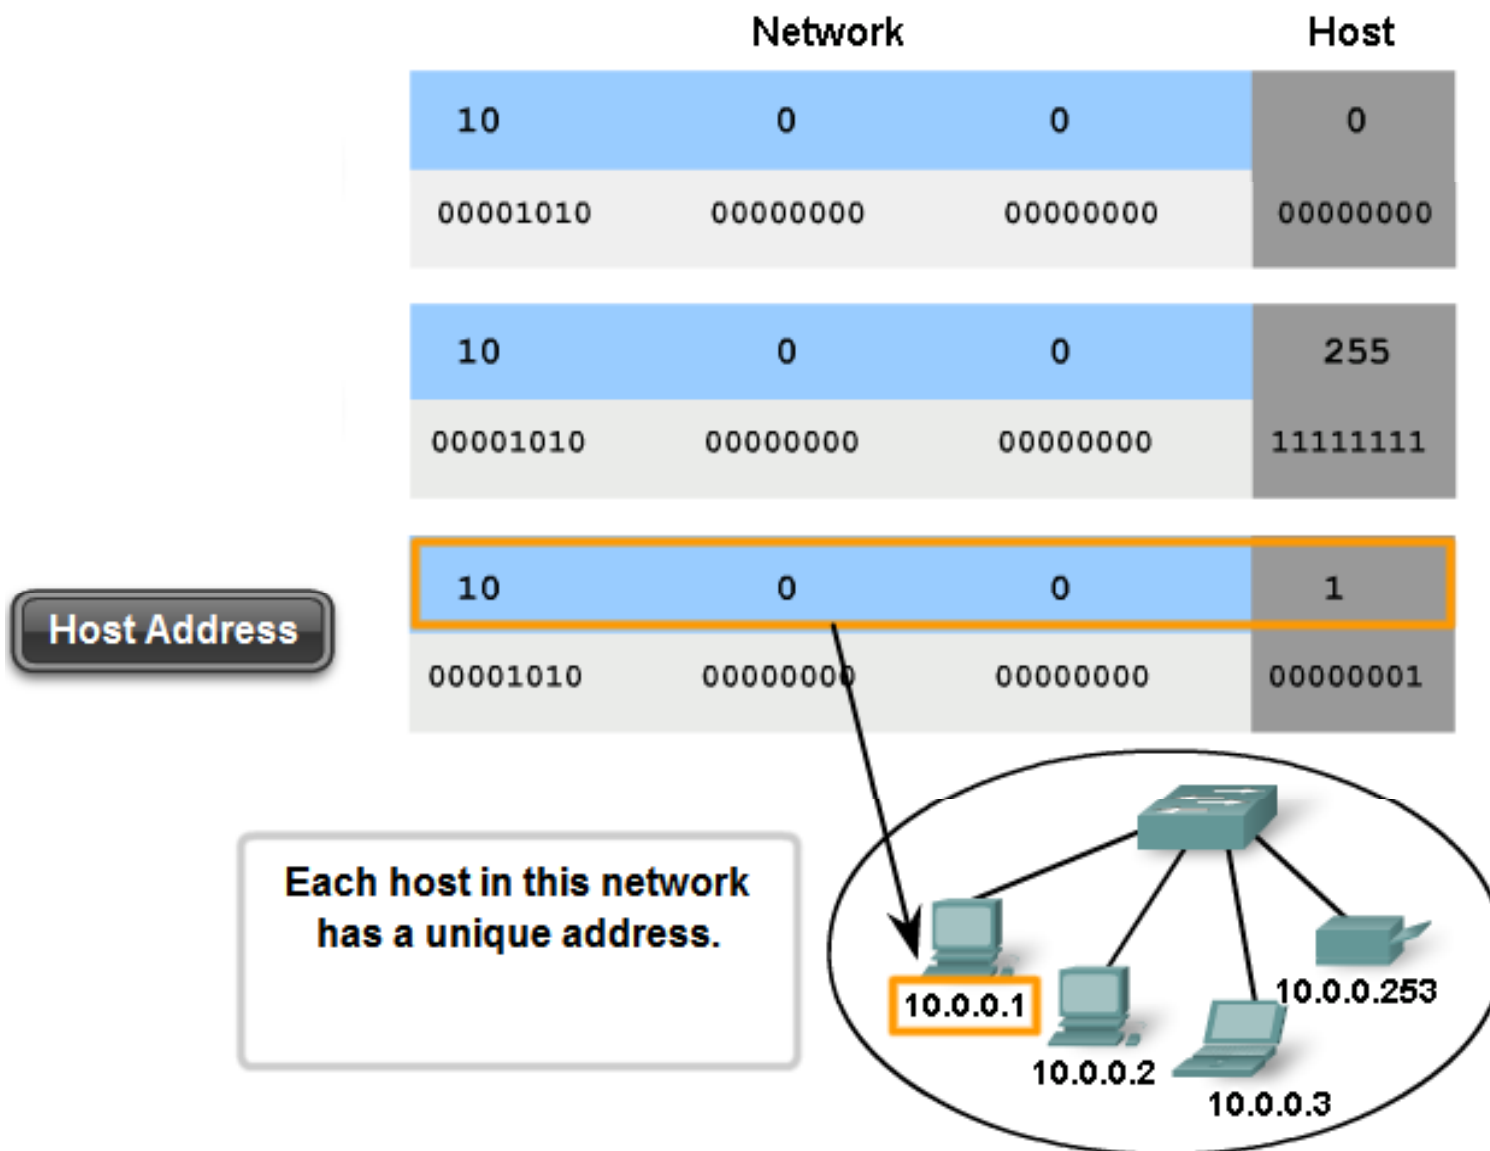 Network Host
10 0 0 0
00001010 00000000 00000000 00000000
10 0 0 255
00001010 00000000 00000000 11111111
Host Address
10 0 0 1
00001010 00000000 00000000 00000001
Each host in this network
has a unique address.
10.0.0.1
10.0.0.2
10.0.0.3
10.0.0.253